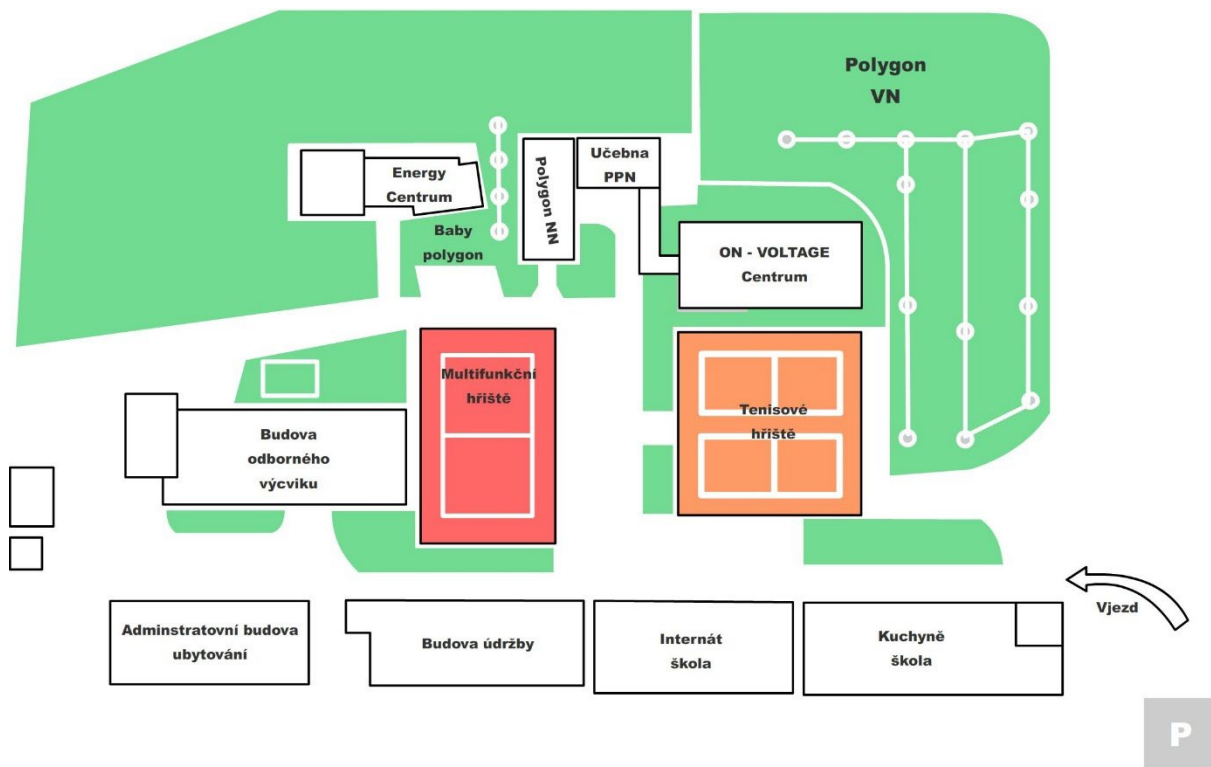 Polygon
VN
Učebna
PPN
Energy
Centrum
Polygon NN
Baby
polygon
ON - VOLTAGE
Centrum
Multifunkční
hřiště
Tenisové
hřiště
Budova
odborného
výcviku
Vjezd
Adminstratovní budova
ubytování
Budova údržby
Internát
škola
Kuchyně
škola
P